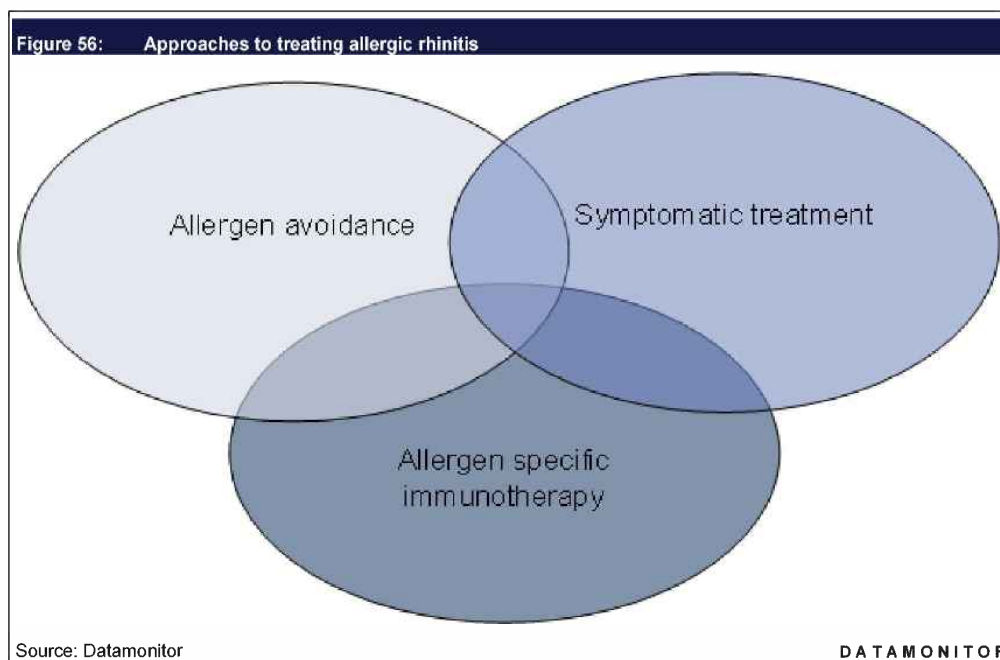 Figure 56: Approaches to treating allergic rhinitis
Allergen avoidance
Symptomatic treatment
Allergen specific
immunotherapy
Source: Datamonitor
DATAMONITOR